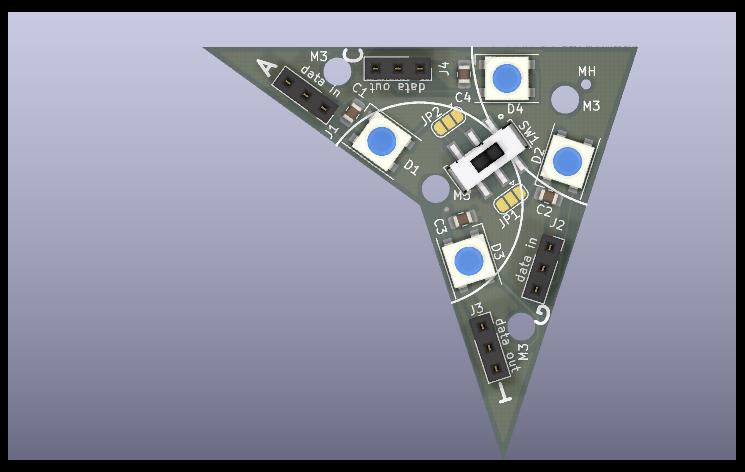 A
M3
C
data in
J1
C1
data out
J4
C4
D4
MH
M3
JP2
SW1
D1
D2
M3
JP1
C2
J2
C3
D3
data in
G
J3
data out
M3
T